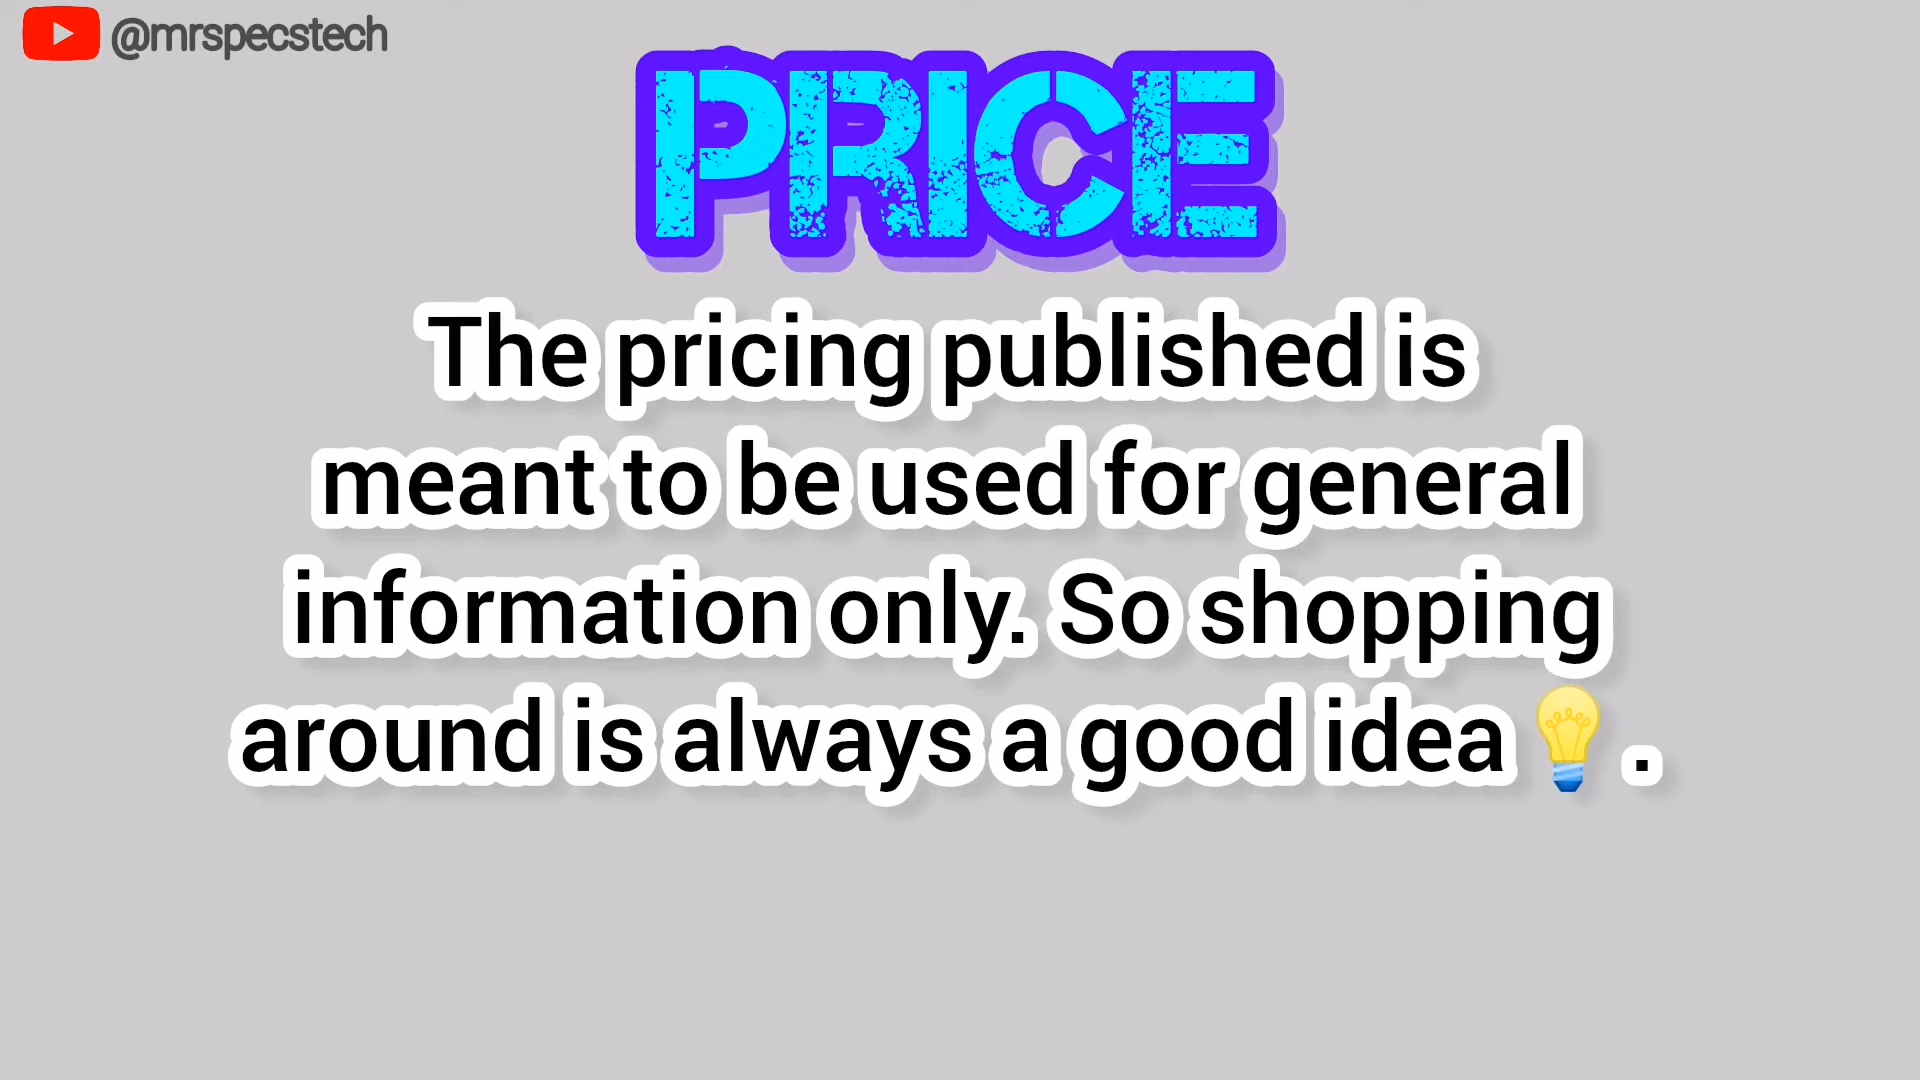 @mrspecstech
PRICE
The pricing published is
meant to be used for general
information only. So shopping
around is always a good idea💡.